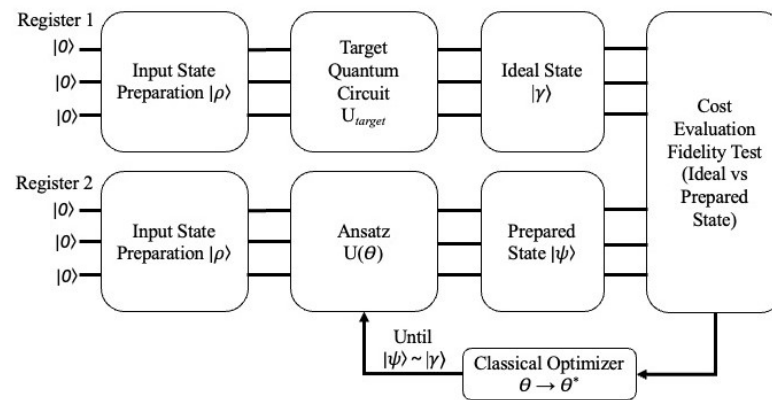 Register 1
|0⟩
|0⟩
|0⟩
Input State
Preparation |ρ⟩
Target
Quantum
Circuit
U_target
Ideal State
|γ⟩
Cost
Evaluation
Fidelity Test
(Ideal vs
Prepared
State)
Register 2
|0⟩
|0⟩
|0⟩
Input State
Preparation |ρ⟩
Ansatz
U(θ)
Prepared
State |ψ⟩
Until
|ψ⟩ ~ |γ⟩
Classical Optimizer
θ → θ*